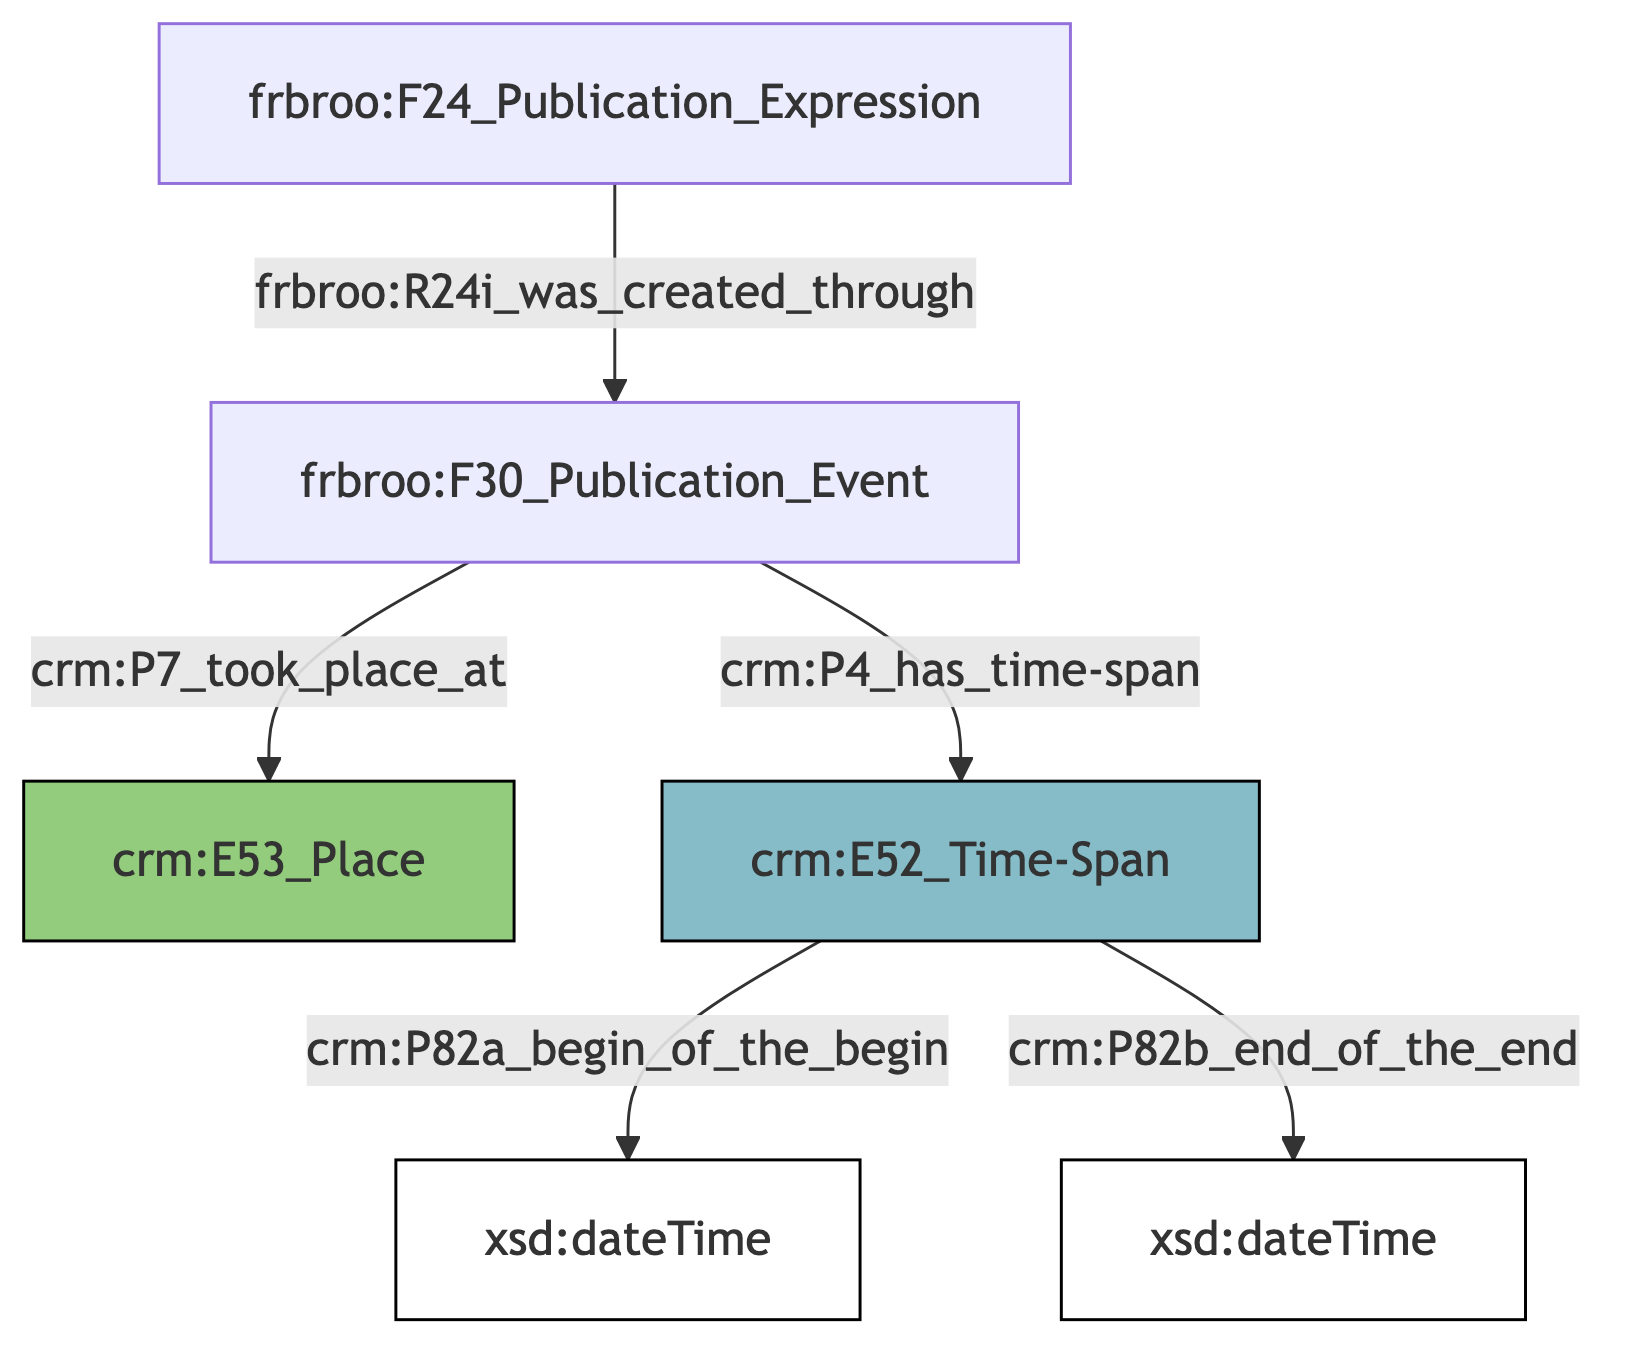 frbroo:F24_Publication_Expression
frbroo:R24i_was_created_through
frbroo:F30_Publication_Event
crm:P7_took_place_at
crm:P4_has_time-span
crm:E53_Place
crm:E52_Time-Span
crm:P82a_begin_of_the_begin
crm:P82b_end_of_the_end
xsd:dateTime
xsd:dateTime